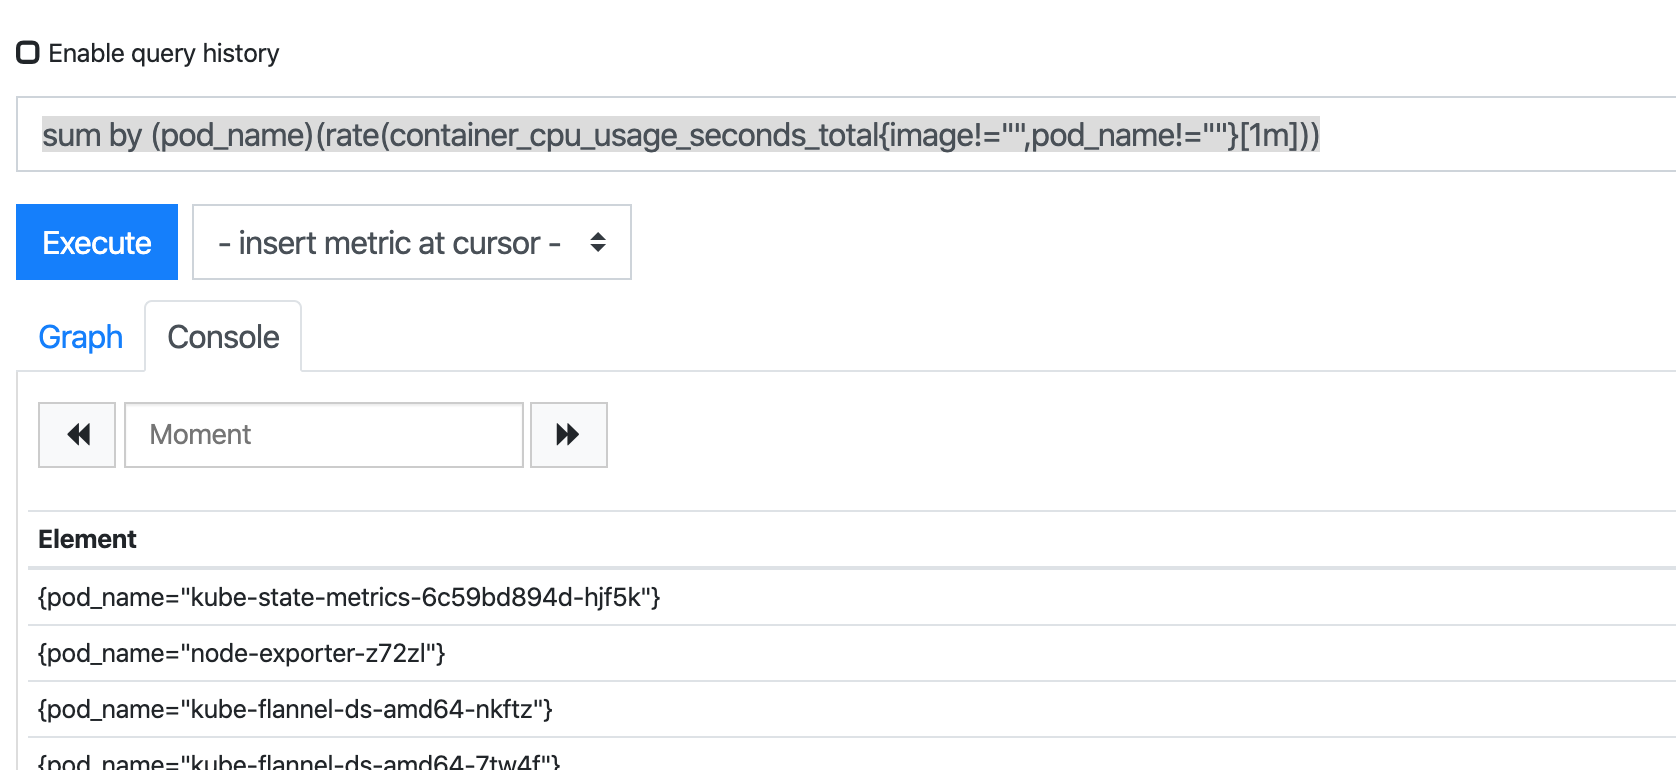 Enable query history
sum by (pod_name)(rate(container_cpu_usage_seconds_total{image!="",pod_name!=""}[1m]))
Execute
- insert metric at cursor -
Graph
Console
Moment
Element
{pod_name="kube-state-metrics-6c59bd894d-hjf5k"}
{pod_name="node-exporter-z72zl"}
{pod_name="kube-flannel-ds-amd64-nkftz"}
{pod_name="kube-flannel-ds-amd64-7tw4f"}